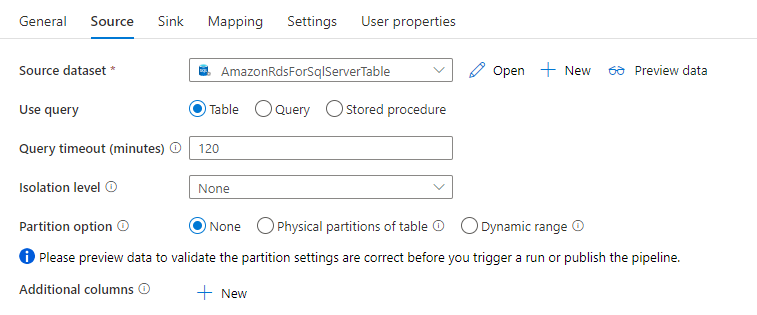 General Source Sink Mapping Settings User properties
Source dataset * AmazonRdsForSqlServerTable Open New Preview data
Use query Table Query Stored procedure
Query timeout (minutes) 120
Isolation level None
Partition option None Physical partitions of table Dynamic range
Please preview data to validate the partition settings are correct before you trigger a run or publish the pipeline.
Additional columns New